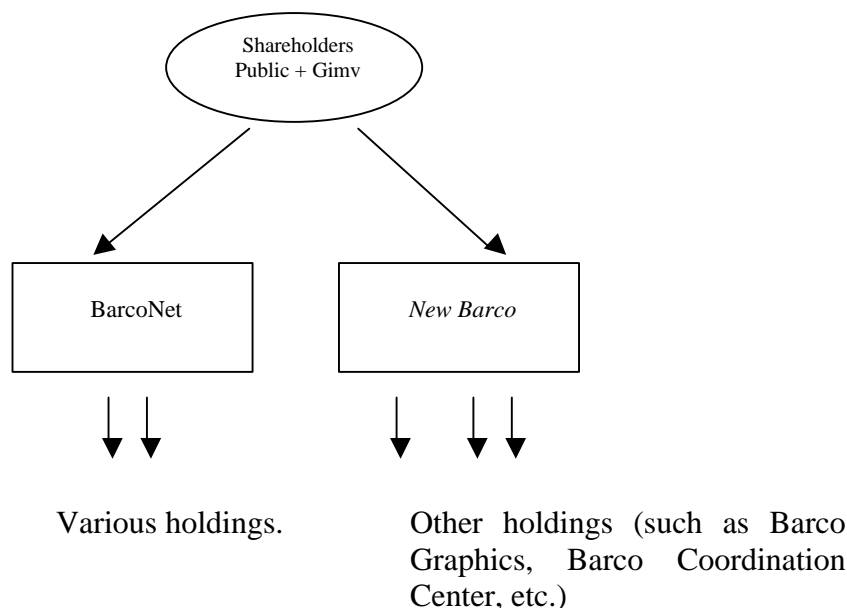 Shareholders
Public + Gimv
BarcoNet
New Barco
Various holdings.
Other holdings (such as Barco
Graphics, Barco Coordination
Center, etc.)